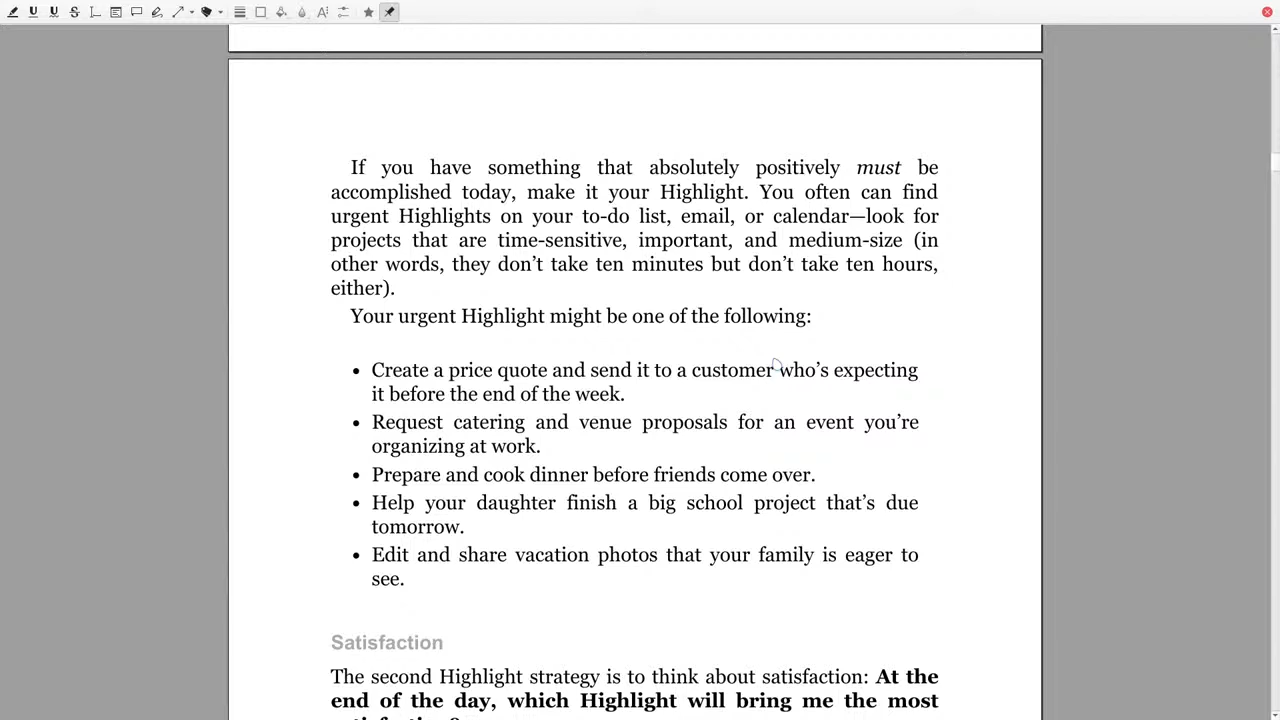 If you have something that absolutely positively must be
accomplished today, make it your Highlight. You often can find
urgent Highlights on your to-do list, email, or calendar—look for
projects that are time-sensitive, important, and medium-size (in
other words, they don’t take ten minutes but don’t take ten hours,
either).
Your urgent Highlight might be one of the following:
• Create a price quote and send it to a customer who’s expecting
it before the end of the week.
• Request catering and venue proposals for an event you’re
organizing at work.
• Prepare and cook dinner before friends come over.
• Help your daughter finish a big school project that’s due
tomorrow.
• Edit and share vacation photos that your family is eager to
see.
Satisfaction
The second Highlight strategy is to think about satisfaction: At the
end of the day, which Highlight will bring me the most